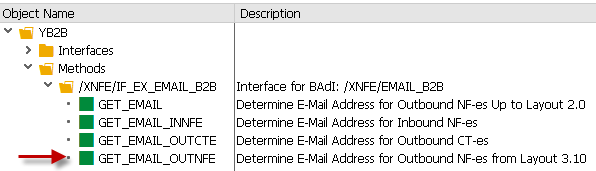 Object Name Description
YB2B
Interfaces
Methods
/XNFE/IF_EX_EMAIL_B2B Interface for BAdI: /XNFE/EMAIL_B2B
GET_EMAIL Determine E-Mail Address for Outbound NF-es Up to Layout 2.0
GET_EMAIL_INNFE Determine E-Mail Address for Inbound NF-es
GET_EMAIL_OUTCTE Determine E-Mail Address for Outbound CT-es
GET_EMAIL_OUTNFE Determine E-Mail Address for Outbound NF-es from Layout 3.10